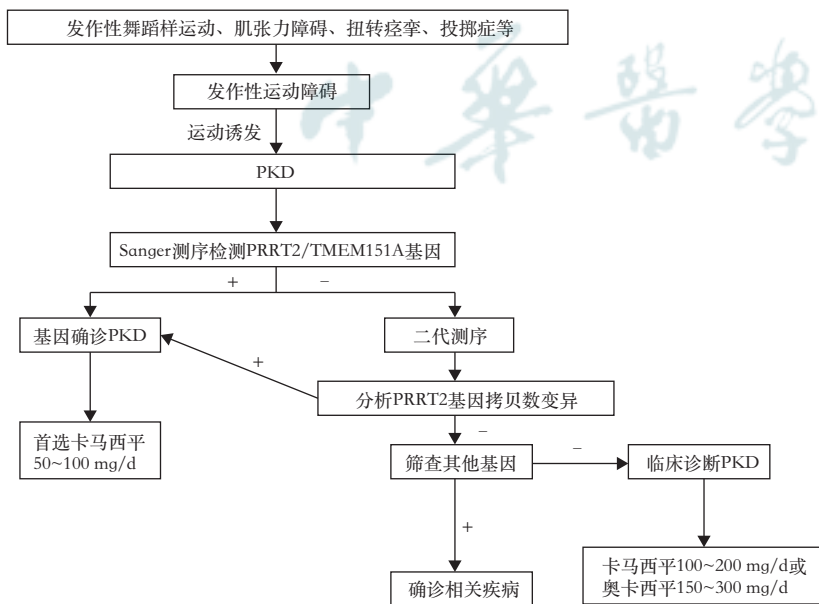 发作性舞蹈样运动、肌张力障碍、扭转痉挛、投掷症等
中华医学
发作性运动障碍
运动诱发
PKD
Sanger测序检测PRRT2/TMEM151A基因
+
−
基因确诊PKD
二代测序
+
分析PRRT2基因拷贝数变异
首选卡马西平
50~100 mg/d
−
筛查其他基因
−
临床诊断PKD
+
确诊相关疾病
卡马西平100~200 mg/d或
奥卡西平150~300 mg/d